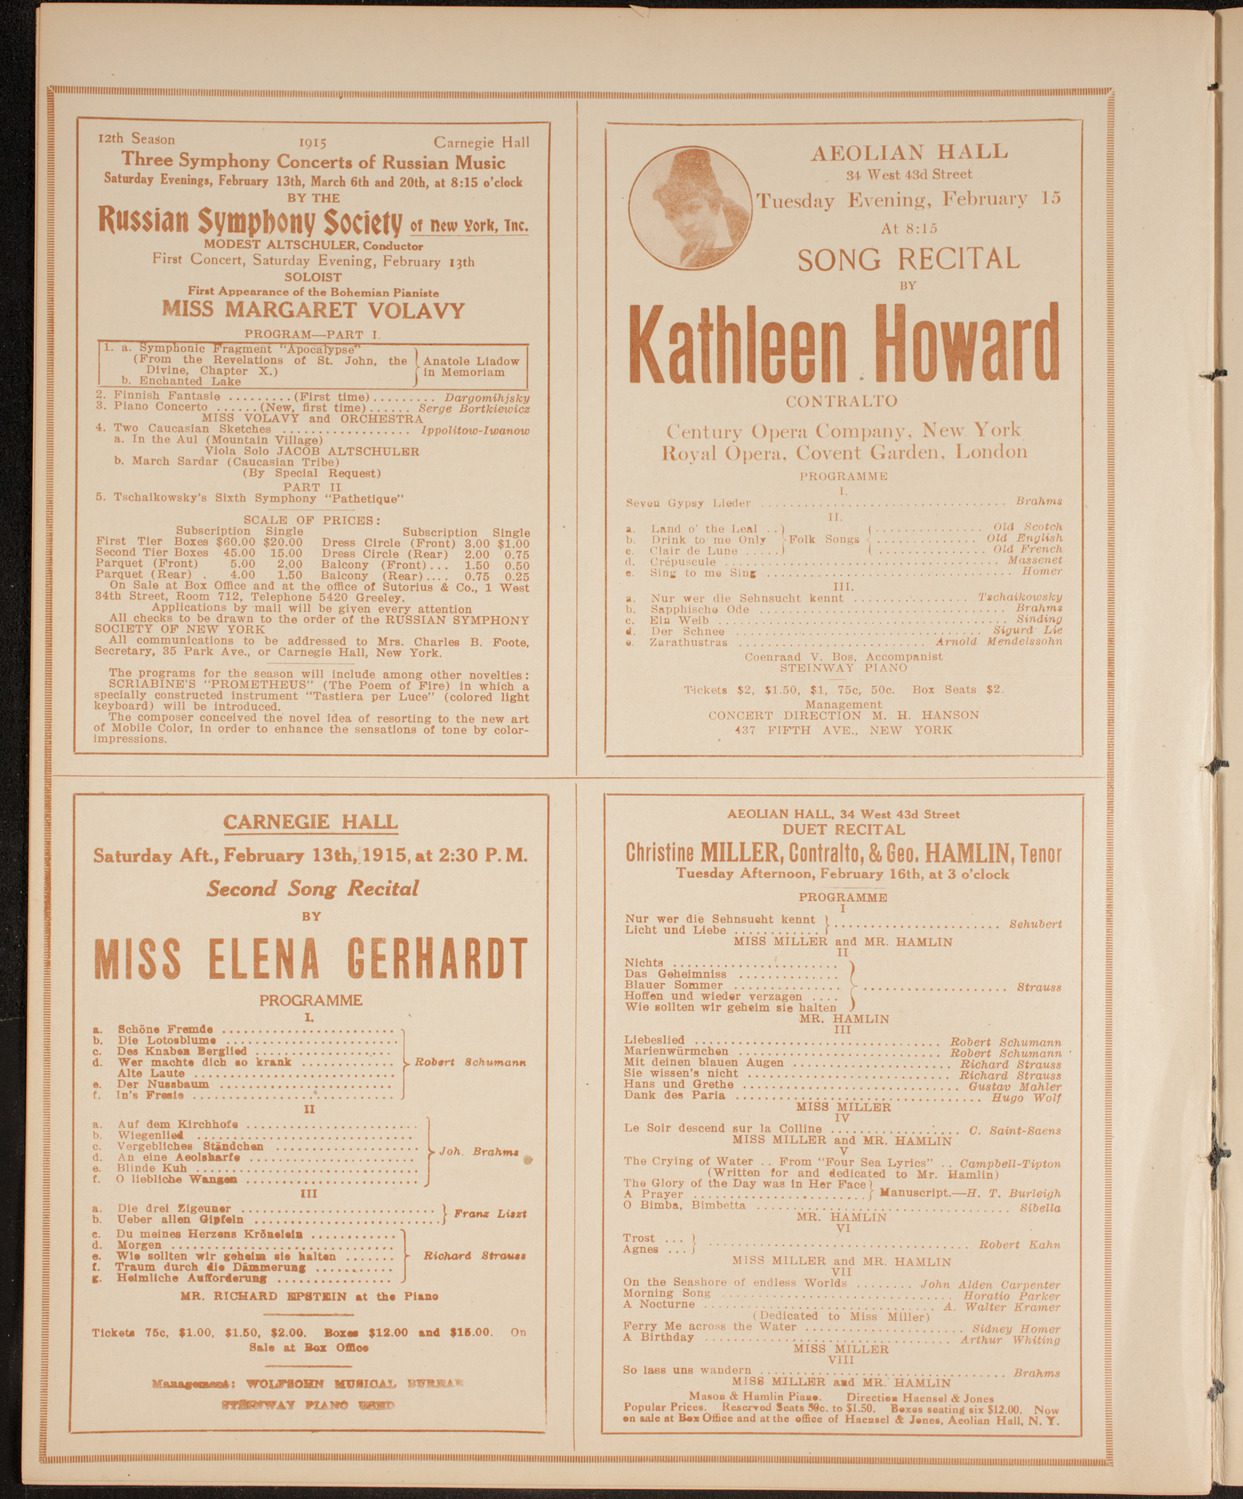 12th Season 1915 Carnegie Hall
Three Symphony Concerts of Russian Music
Saturday Evenings, February 13th, March 6th and 20th, at 8:15 o'clock
BY THE
Russian Symphony Society of New York, Inc.
MODEST ALTSCHULER, Conductor
First Concert, Saturday Evening, February 13th
SOLOIST
First Appearance of the Bohemian Pianiste
MISS MARGARET VOLAVY
PROGRAM—PART I.
1. a. Symphonic Fragment "Apocalypse"
(From the Revelations of St. John, the Anatole Liadow
Divine, Chapter X.) in Memoriam
b. Enchanted Lake
2. Finnish Fantasie ......... (First time) ......... Dargomihjsky
3. Piano Concerto ...... (New, first time) ...... Serge Bortkiewicz
MISS VOLAVY and ORCHESTRA
4. Two Caucasian Sketches .................. Ippolitow-Iwanow
a. In the Aul (Mountain Village)
Viola Solo JACOB ALTSCHULER
b. March Sardar (Caucasian Tribe)
(By Special Request)
PART II
5. Tschaikowsky's Sixth Symphony "Pathetique"
SCALE OF PRICES:
Subscription Single Subscription Single
First Tier Boxes $60.00 $20.00 Dress Circle (Front) 3.00 $1.00
Second Tier Boxes 45.00 15.00 Dress Circle (Rear) 2.00 0.75
Parquet (Front) 5.00 2.00 Balcony (Front)... 1.50 0.50
Parquet (Rear) . 4.00 1.50 Balcony (Rear).... 0.75 0.25
On Sale at Box Office and at the office of Sutorius & Co., 1 West
34th Street, Room 712, Telephone 5420 Greeley.
Applications by mail will be given every attention
All checks to be drawn to the order of the RUSSIAN SYMPHONY
SOCIETY OF NEW YORK
All communications to be addressed to Mrs. Charles B. Foote,
Secretary, 35 Park Ave., or Carnegie Hall, New York.
The programs for the season will include among other novelties:
SCRIABINE'S "PROMETHEUS" (The Poem of Fire) in which a
specially constructed instrument "Tastiera per Luce" (colored light
keyboard) will be introduced.
The composer conceived the novel idea of resorting to the new art
of Mobile Color, in order to enhance the sensations of tone by color-
impressions.
AEOLIAN HALL
34 West 43d Street
Tuesday Evening, February 15
At 8:15
SONG RECITAL
BY
Kathleen Howard
CONTRALTO
Century Opera Company, New York
Royal Opera, Covent Garden, London
PROGRAMME
I.
Seven Gypsy Lieder ................................. Brahms
II.
a. Land o' the Leal .. Old Scotch
b. Drink to me Only Folk Songs ............... Old English
c. Clair de Lune ..... Old French
d. Crépuscule ................................. Massenet
e. Sing to me Sing ................................. Homer
III.
a. Nur wer die Sehnsucht kennt ............... Tschaikowsky
b. Sapphische Ode ................................. Brahms
c. Ein Weib ................................. Sinding
d. Der Schnee ................................. Sigurd Lie
e. Zarathustras ........................ Arnold Mendelssohn
Coenraad V. Bos, Accompanist
STEINWAY PIANO
Tickets $2, $1.50, $1, 75c, 50c. Box Seats $2.
Management
CONCERT DIRECTION M. H. HANSON
437 FIFTH AVE., NEW YORK
CARNEGIE HALL
Saturday Aft., February 13th, 1915, at 2:30 P. M.
Second Song Recital
BY
MISS ELENA GERHARDT
PROGRAMME
I.
a. Schöne Fremde ........................
b. Die Lotosblume ........................
c. Des Knaben Berglied ...................
d. Wer machte dich so krank ............. Robert Schumann
Alte Laute ........................
e. Der Nussbaum ........................
f. In's Freie ........................
II
a. Auf dem Kirchhofe ........................
b. Wiegenlied ........................
c. Vergebliches Ständchen ................... Joh. Brahms
d. An eine Aeolsharfe ........................
e. Blinde Kuh ........................
f. O liebliche Wangen ........................
III
a. Die drei Zigeuner ........................ Franz Liszt
b. Ueber allen Gipfeln ........................
c. Du meines Herzens Krönelein ............
d. Morgen ........................
e. Wie sollten wir geheim sie halten ....... Richard Strauss
f. Traum durch die Dämmerung ...........
g. Heimliche Aufforderung ................
MR. RICHARD EPSTEIN at the Piano
Tickets 75c, $1.00, $1.50, $2.00. Boxes $12.00 and $15.00. On
Sale at Box Office
Management: WOLFSOHN MUSICAL BUREAU
STEINWAY PIANO USED
AEOLIAN HALL, 34 West 43d Street
DUET RECITAL
Christine MILLER, Contralto, & Geo. HAMLIN, Tenor
Tuesday Afternoon, February 16th, at 3 o'clock
PROGRAMME
I
Nur wer die Sehnsucht kennt ....................... Schubert
Licht und Liebe ............
MISS MILLER and MR. HAMLIN
II
Nichts .......................
Das Geheimniss ..............
Blauer Sommer ............... .................... Strauss
Hoffen und wieder verzagen ....
Wie sollten wir geheim sie halten
MR. HAMLIN
III
Liebeslied ................................. Robert Schumann
Marienwürmchen ........................... Robert Schumann
Mit deinen blauen Augen .................... Richard Strauss
Sie wissen's nicht ........................... Richard Strauss
Hans und Grethe ............................. Gustav Mahler
Dank des Paria ................................. Hugo Wolf
MISS MILLER
IV
Le Soir descend sur la Colline .................. C. Saint-Saens
MISS MILLER and MR. HAMLIN
V
The Crying of Water .. From "Four Sea Lyrics" .. Campbell-Tipton
(Written for and dedicated to Mr. Hamlin)
The Glory of the Day was in Her Face
A Prayer ........................ Manuscript.—H. T. Burleigh
O Bimba, Bimbetta ................................. Sibella
MR. HAMLIN
VI
Trost ... ................................. Robert Kahn
Agnes ...
MISS MILLER and MR. HAMLIN
VII
On the Seashore of endless Worlds ........ John Alden Carpenter
Morning Song ............................ Horatio Parker
A Nocturne ................................. A. Walter Kramer
(Dedicated to Miss Miller)
Ferry Me across the Water ...................... Sidney Homer
A Birthday ................................. Arthur Whiting
MISS MILLER
VIII
So lass uns wandern ................................. Brahms
MISS MILLER and MR. HAMLIN
Mason & Hamlin Piano. Direction Haensel & Jones
Popular Prices. Reserved Seats 50c. to $1.50. Boxes seating six $12.00. Now
on sale at Box Office and at the office of Haensel & Jones, Aeolian Hall, N. Y.